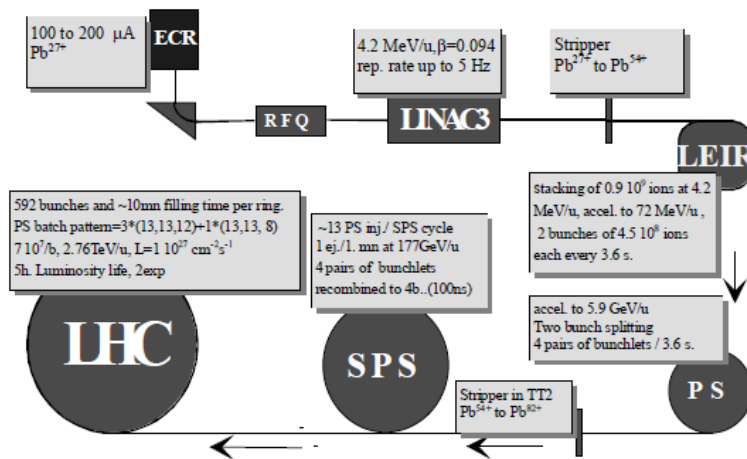 100 to 200 μA
Pb²⁷⁺
ECR
4.2 MeV/u,β=0.094
rep. rate up to 5 Hz
Stripper
Pb²⁷⁺ to Pb⁵⁴⁺
RFQ
LINAC3
LEIR
stacking of 0.9 10⁹ ions at 4.2
MeV/u, accel. to 72 MeV/u ,
2 bunches of 4.5 10⁸ ions
each every 3.6 s.
592 bunches and ~10mn filling time per ring.
PS batch pattern=3*(13,13,12)+1*(13,13, 8)
7 10⁷/b, 2.76TeV/u, L=1 10²⁷ cm⁻²s⁻¹
5h. Luminosity life, 2exp
~13 PS inj./ SPS cycle
1 ej./1. mn at 177GeV/u
4 pairs of bunchlets
recombined to 4b..(100ns)
accel. to 5.9 GeV/u
Two bunch splitting
4 pairs of bunchlets / 3.6 s.
LHC
SPS
PS
Stripper in TT2
Pb⁵⁴⁺ to Pb⁸²⁺